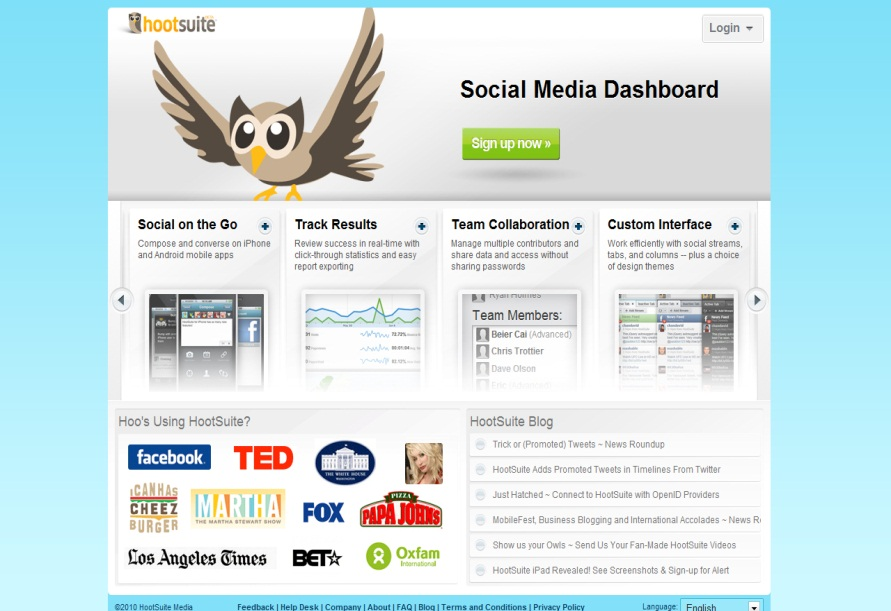 hootsuite
Login
Social Media Dashboard
Sign up now »
Social on the Go
Compose and converse on iPhone
and Android mobile apps
Track Results
Review success in real-time with
click-through statistics and easy
report exporting
Team Collaboration
Manage multiple contributors and
share data and access without
sharing passwords
Custom Interface
Work efficiently with social streams,
tabs, and columns -- plus a choice
of design themes
Ryan Holmes
Team Members:
Beier Cai (Advanced)
Chris Trottier
Dave Olson
Hoo's Using HootSuite?
facebook
TED
THE WHITE HOUSE
WASHINGTON
I CAN HAS
CHEEZ
BURGER
MARTHA
THE MARTHA STEWART SHOW
FOX
PIZZA
PAPA JOHNS
Los Angeles Times
BET
Oxfam
International
HootSuite Blog
Trick or (Promoted) Tweets ~ News Roundup
HootSuite Adds Promoted Tweets in Timelines From Twitter
Just Hatched ~ Connect to HootSuite with OpenID Providers
MobileFest, Business Blogging and International Accolades ~ News R
Show us your Owls ~ Send Us Your Fan-Made HootSuite Videos
HootSuite iPad Revealed! See Screenshots & Sign-up for Alert
©2010 HootSuite Media
Feedback | Help Desk | Company | About | FAQ | Blog | Terms and Conditions | Privacy Policy
Language: English